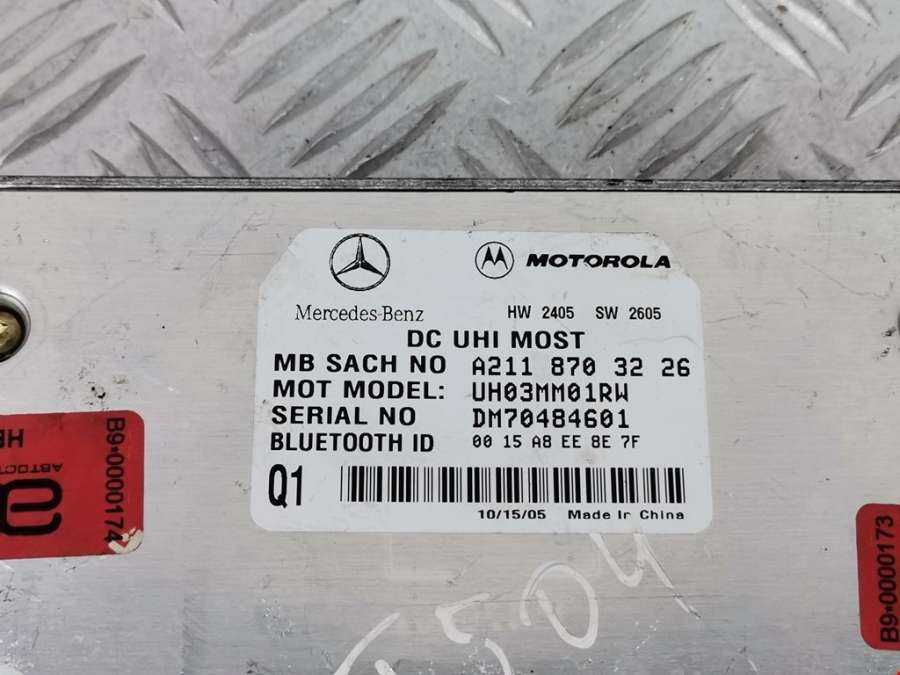 Mercedes-Benz
MOTOROLA
HW 2405 SW 2605
DC UHI MOST
MB SACH NO A211 870 32 26
MOT MODEL: UH03MM01RW
SERIAL NO DM70484601
BLUETOOTH ID 00 15 A8 EE 8E 7F
Q1
10/15/05 Made In China
B9*0000174
B9*0000173